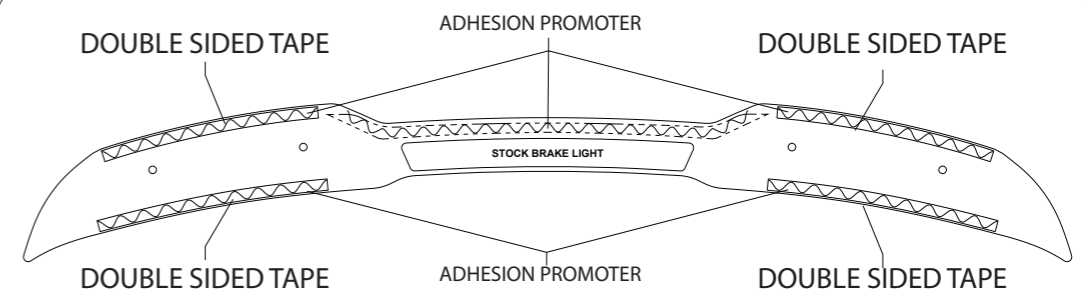 ADHESION PROMOTER
DOUBLE SIDED TAPE
DOUBLE SIDED TAPE
STOCK BRAKE LIGHT
DOUBLE SIDED TAPE
ADHESION PROMOTER
DOUBLE SIDED TAPE